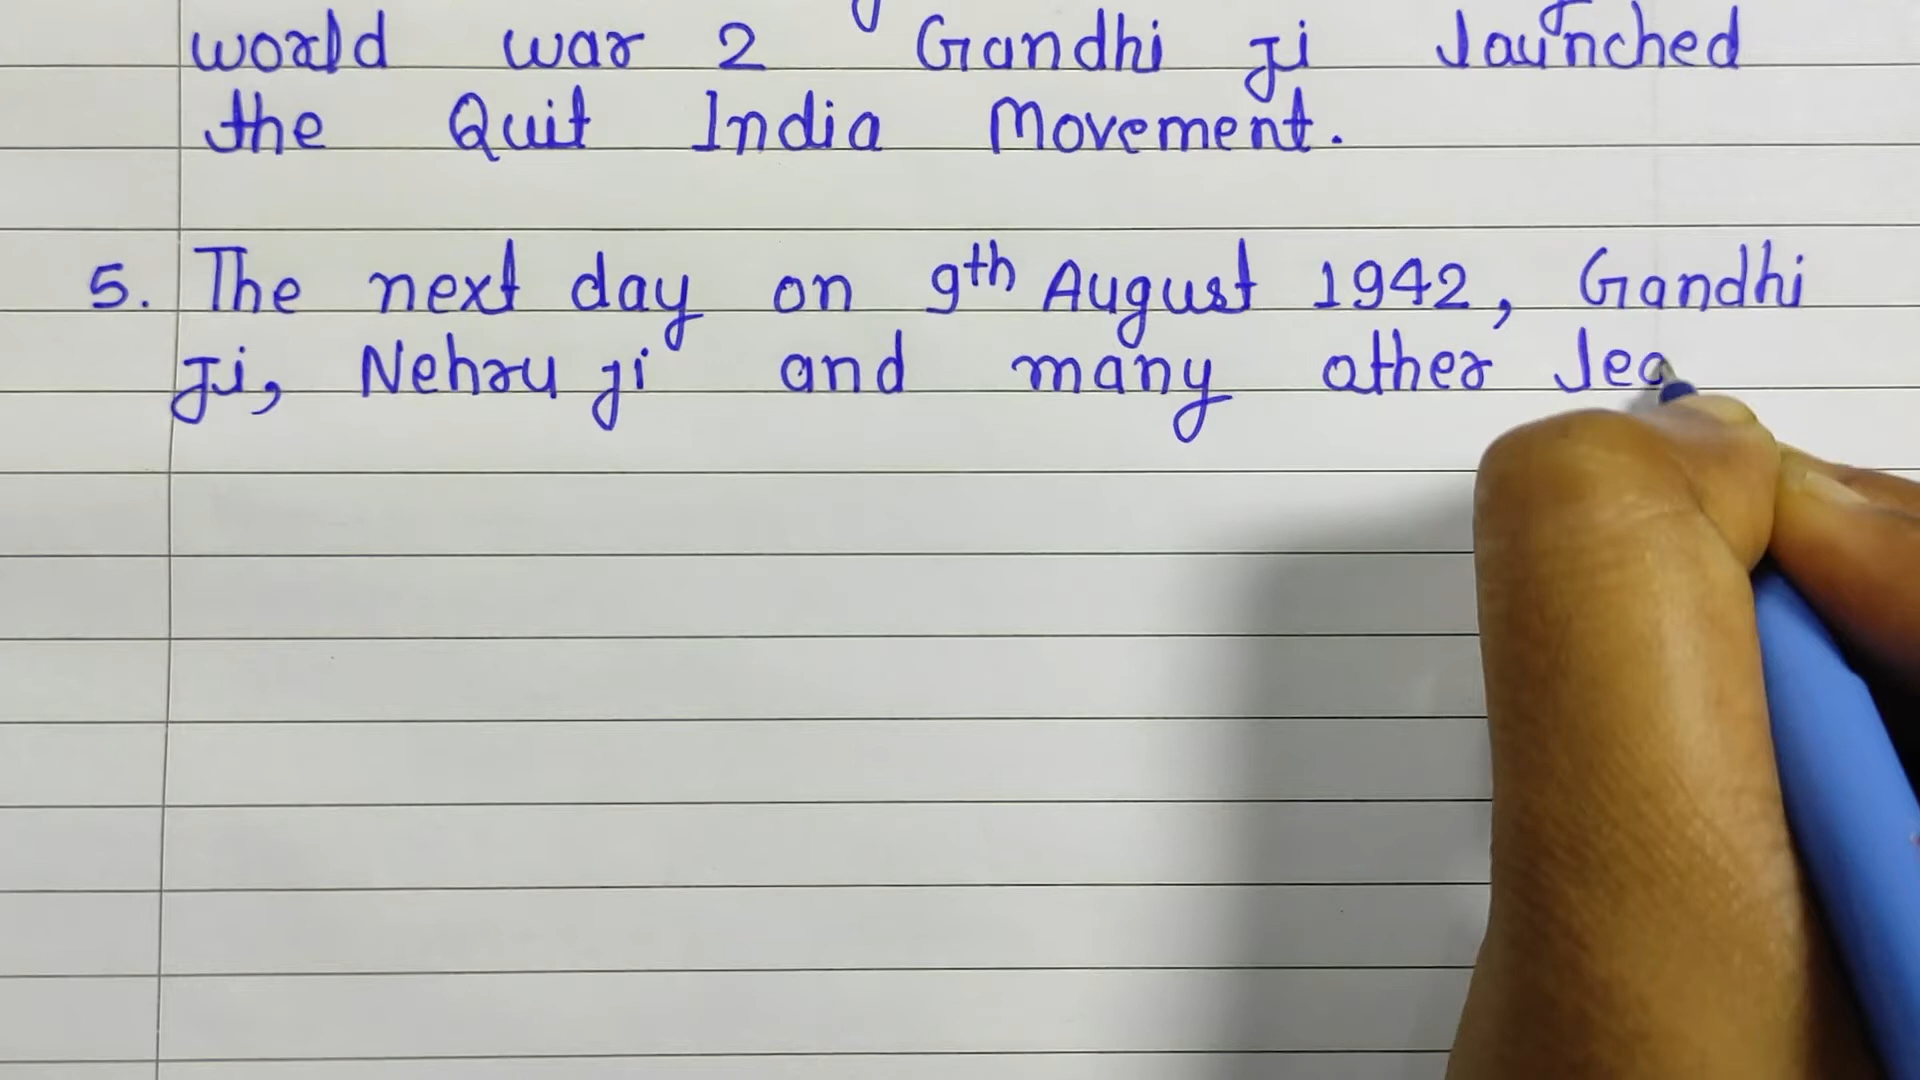 world war 2 Gandhi ji launched
the Quit India Movement.
5. The next day on 9th August 1942, Gandhi
Ji, Nehru ji and many other lea